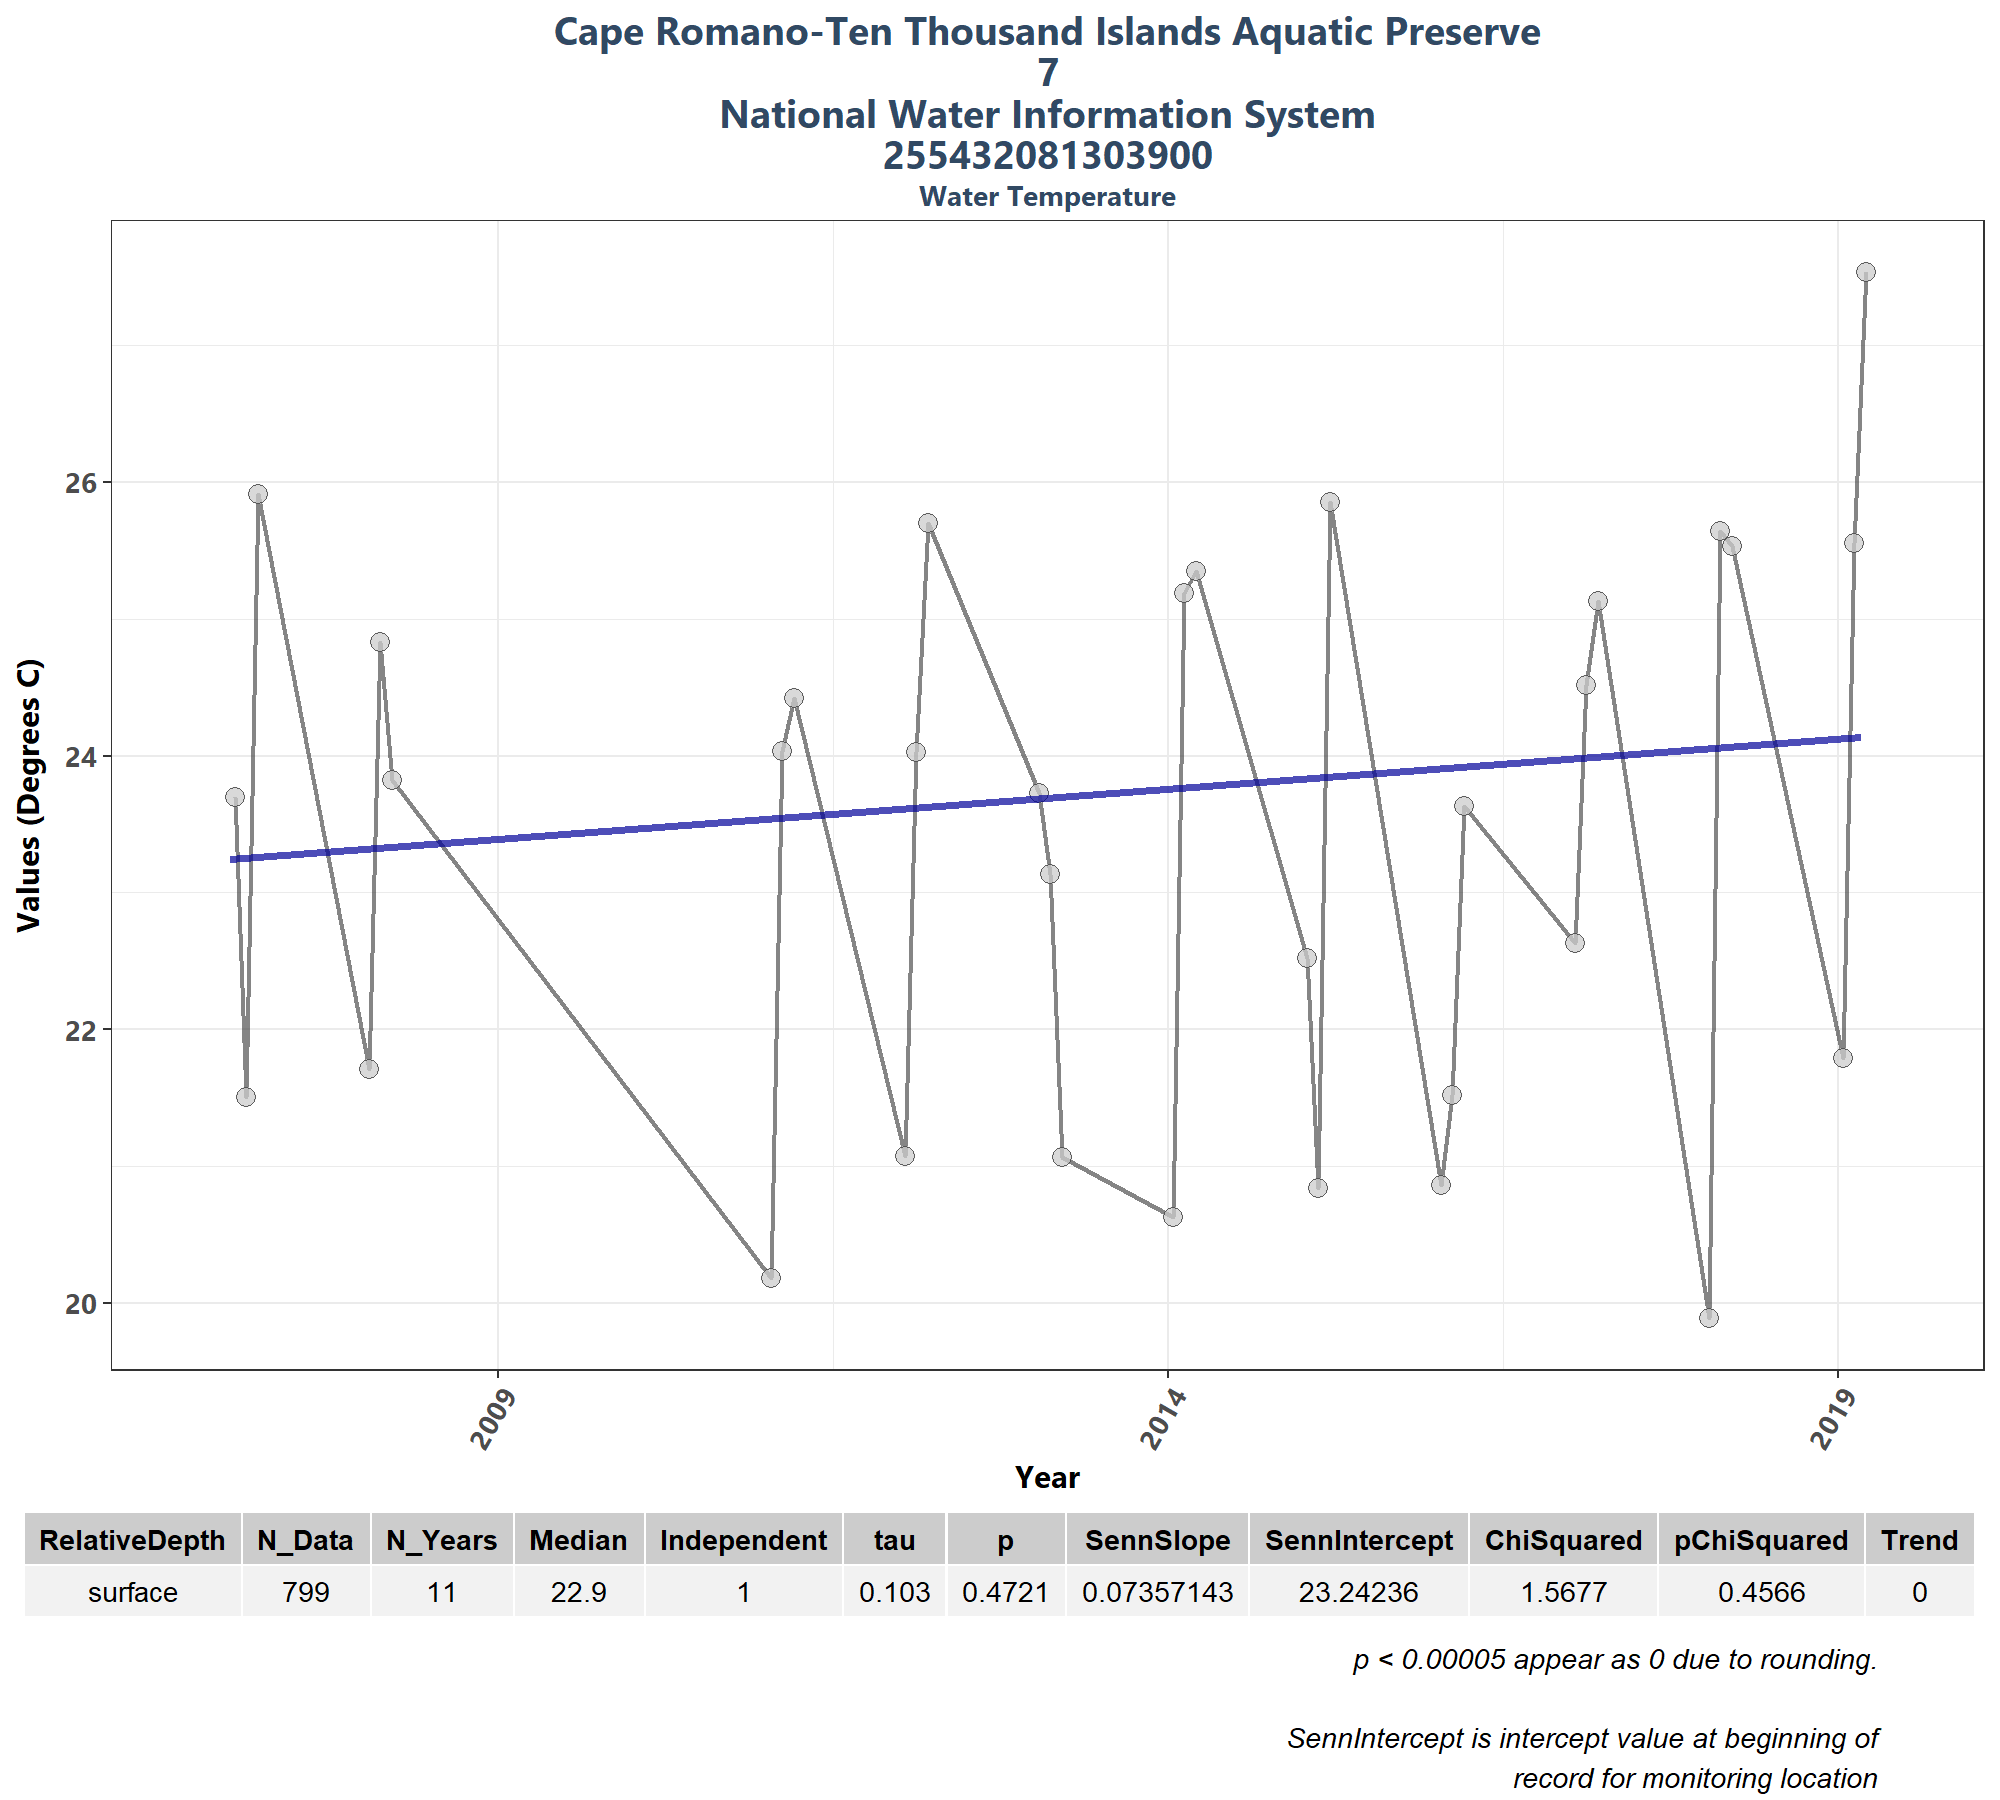 Cape Romano-Ten Thousand Islands Aquatic Preserve
7
National Water Information System
255432081303900
Water Temperature
Values (Degrees C)
26
24
22
20
2009
2014
2019
Year
RelativeDepth N_Data N_Years Median Independent tau p SennSlope SennIntercept ChiSquared pChiSquared Trend
surface 799 11 22.9 1 0.103 0.4721 0.07357143 23.24236 1.5677 0.4566 0
p < 0.00005 appear as 0 due to rounding.
SennIntercept is intercept value at beginning of
record for monitoring location